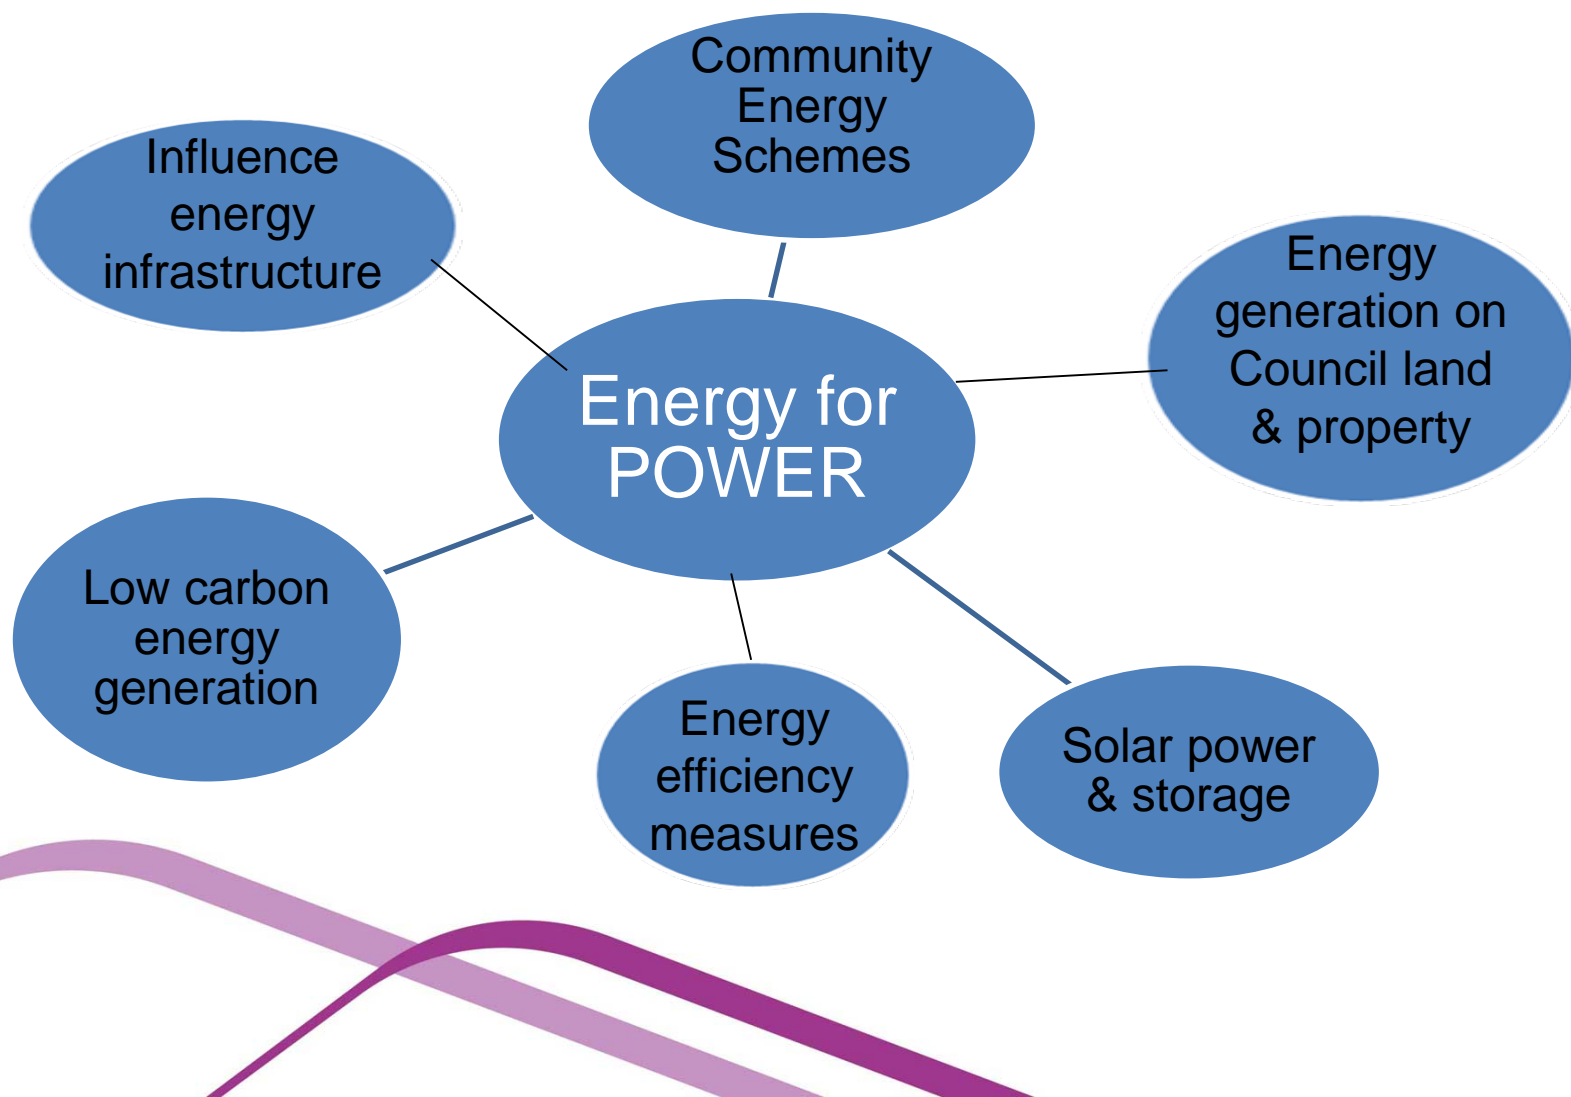 Community
Energy
Schemes
Influence
energy
infrastructure
Energy
generation on
Council land
& property
Energy for
POWER
Low carbon
energy
generation
Energy
efficiency
measures
Solar power
& storage